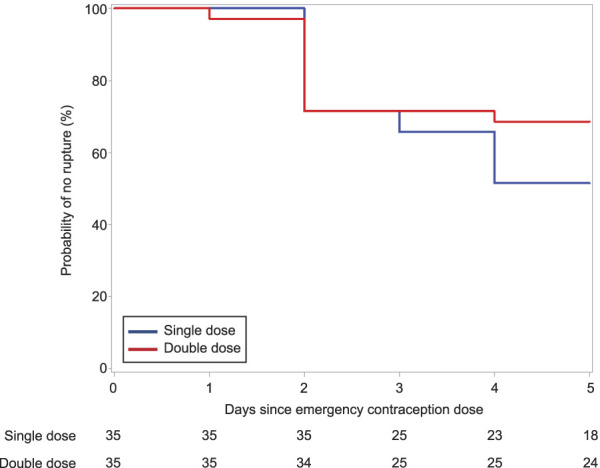 Probability of no rupture (%)
100
80
60
40
20
0
Single dose
Double dose
0 1 2 3 4 5
Days since emergency contraception dose
Single dose 35 35 35 25 23 18
Double dose 35 35 34 25 25 24